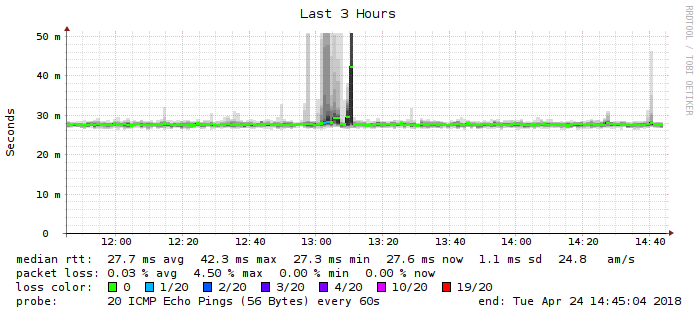 Last 3 Hours
RRDTOOL / TOBI OETIKER
Seconds
50 m
40 m
30 m
20 m
10 m
0
12:00 12:20 12:40 13:00 13:20 13:40 14:00 14:20 14:40
median rtt: 27.7 ms avg 42.3 ms max 27.3 ms min 27.6 ms now 1.1 ms sd 24.8 am/s
packet loss: 0.03 % avg 4.50 % max 0.00 % min 0.00 % now
loss color: 0 1/20 2/20 3/20 4/20 10/20 19/20
probe: 20 ICMP Echo Pings (56 Bytes) every 60s end: Tue Apr 24 14:45:04 2018